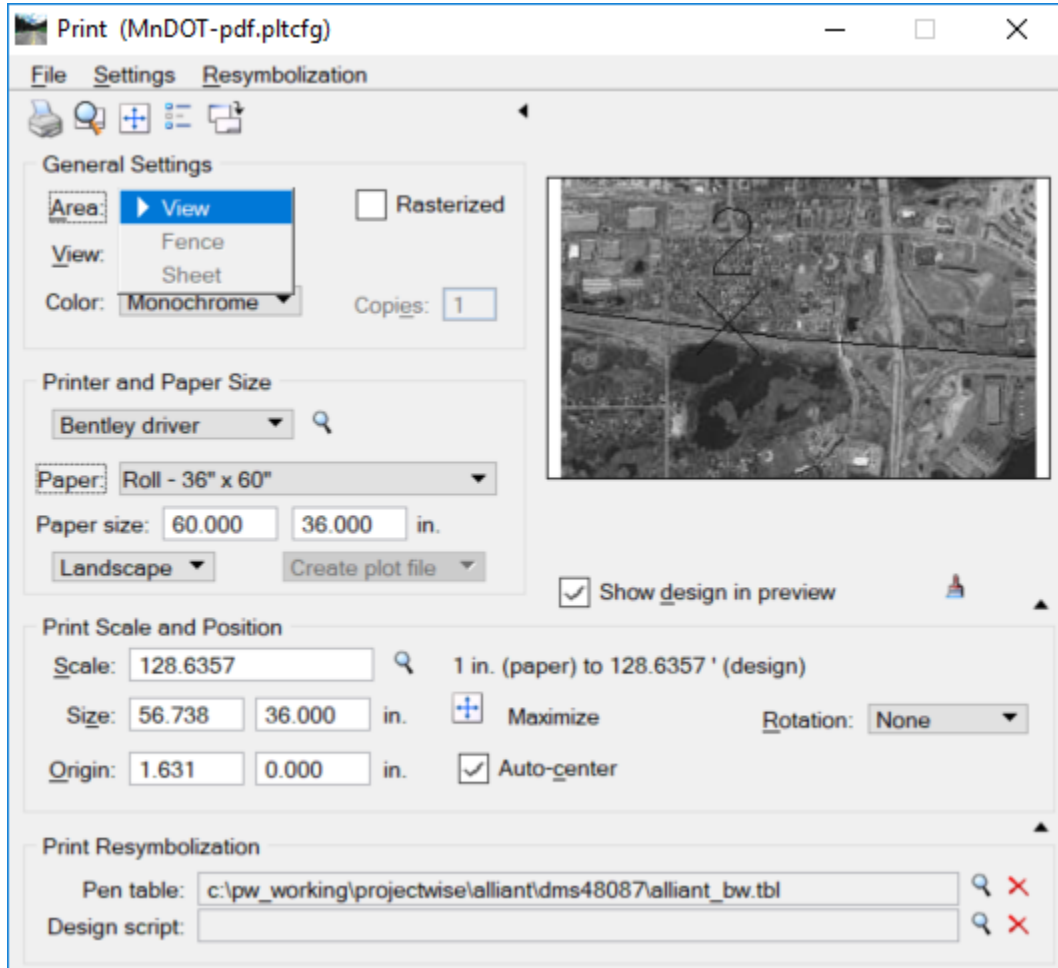 Print (MnDOT-pdf.pltcfg)
File Settings Resymbolization
General Settings
Area: View
Fence
Sheet
Rasterized
View:
Color: Monochrome
Copies: 1
2
Printer and Paper Size
Bentley driver
Paper: Roll - 36" x 60"
Paper size: 60.000 36.000 in.
Landscape Create plot file
Show design in preview
Print Scale and Position
Scale: 128.6357 1 in. (paper) to 128.6357 ' (design)
Size: 56.738 36.000 in. Maximize Rotation: None
Origin: 1.631 0.000 in. Auto-center
Print Resymbolization
Pen table: c:\pw_working\projectwise\alliant\dms48087\alliant_bw.tbl
Design script: